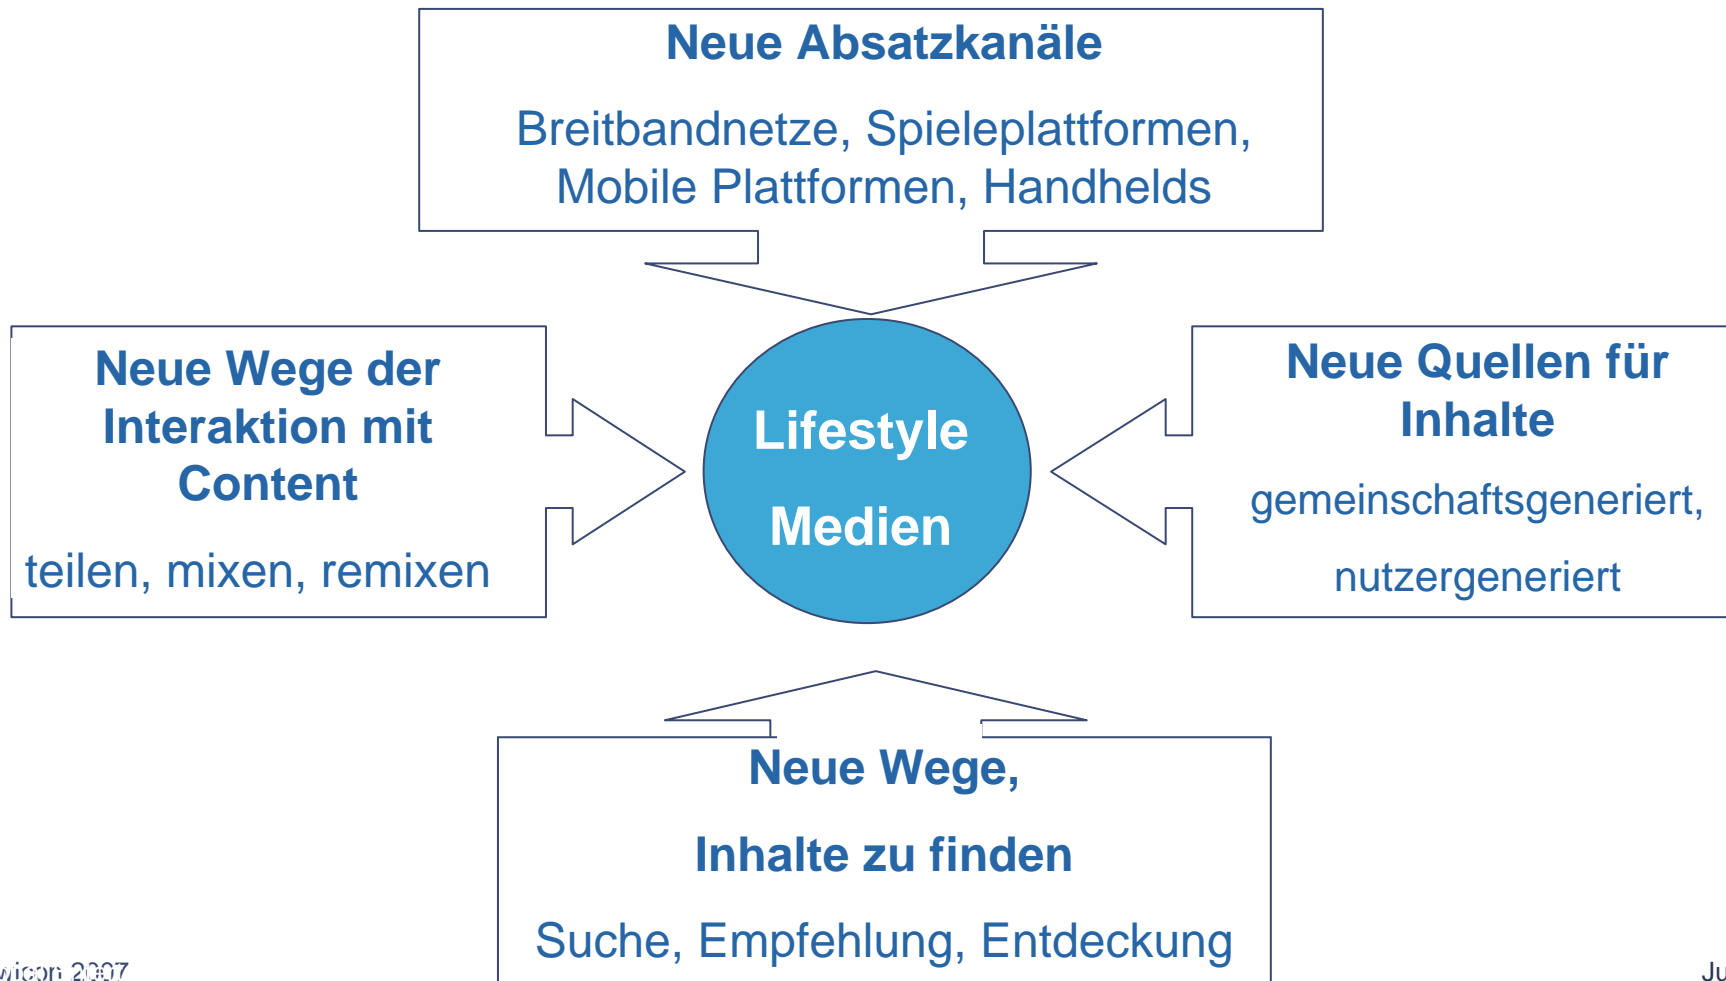 Neue Absatzkanäle
Breitbandnetze, Spieleplattformen,
Mobile Plattformen, Handhelds
Neue Wege der
Interaktion mit
Content
teilen, mixen, remixen
Lifestyle
Medien
Neue Quellen für
Inhalte
gemeinschaftsgeneriert,
nutzergeneriert
Neue Wege,
Inhalte zu finden
Suche, Empfehlung, Entdeckung
2007